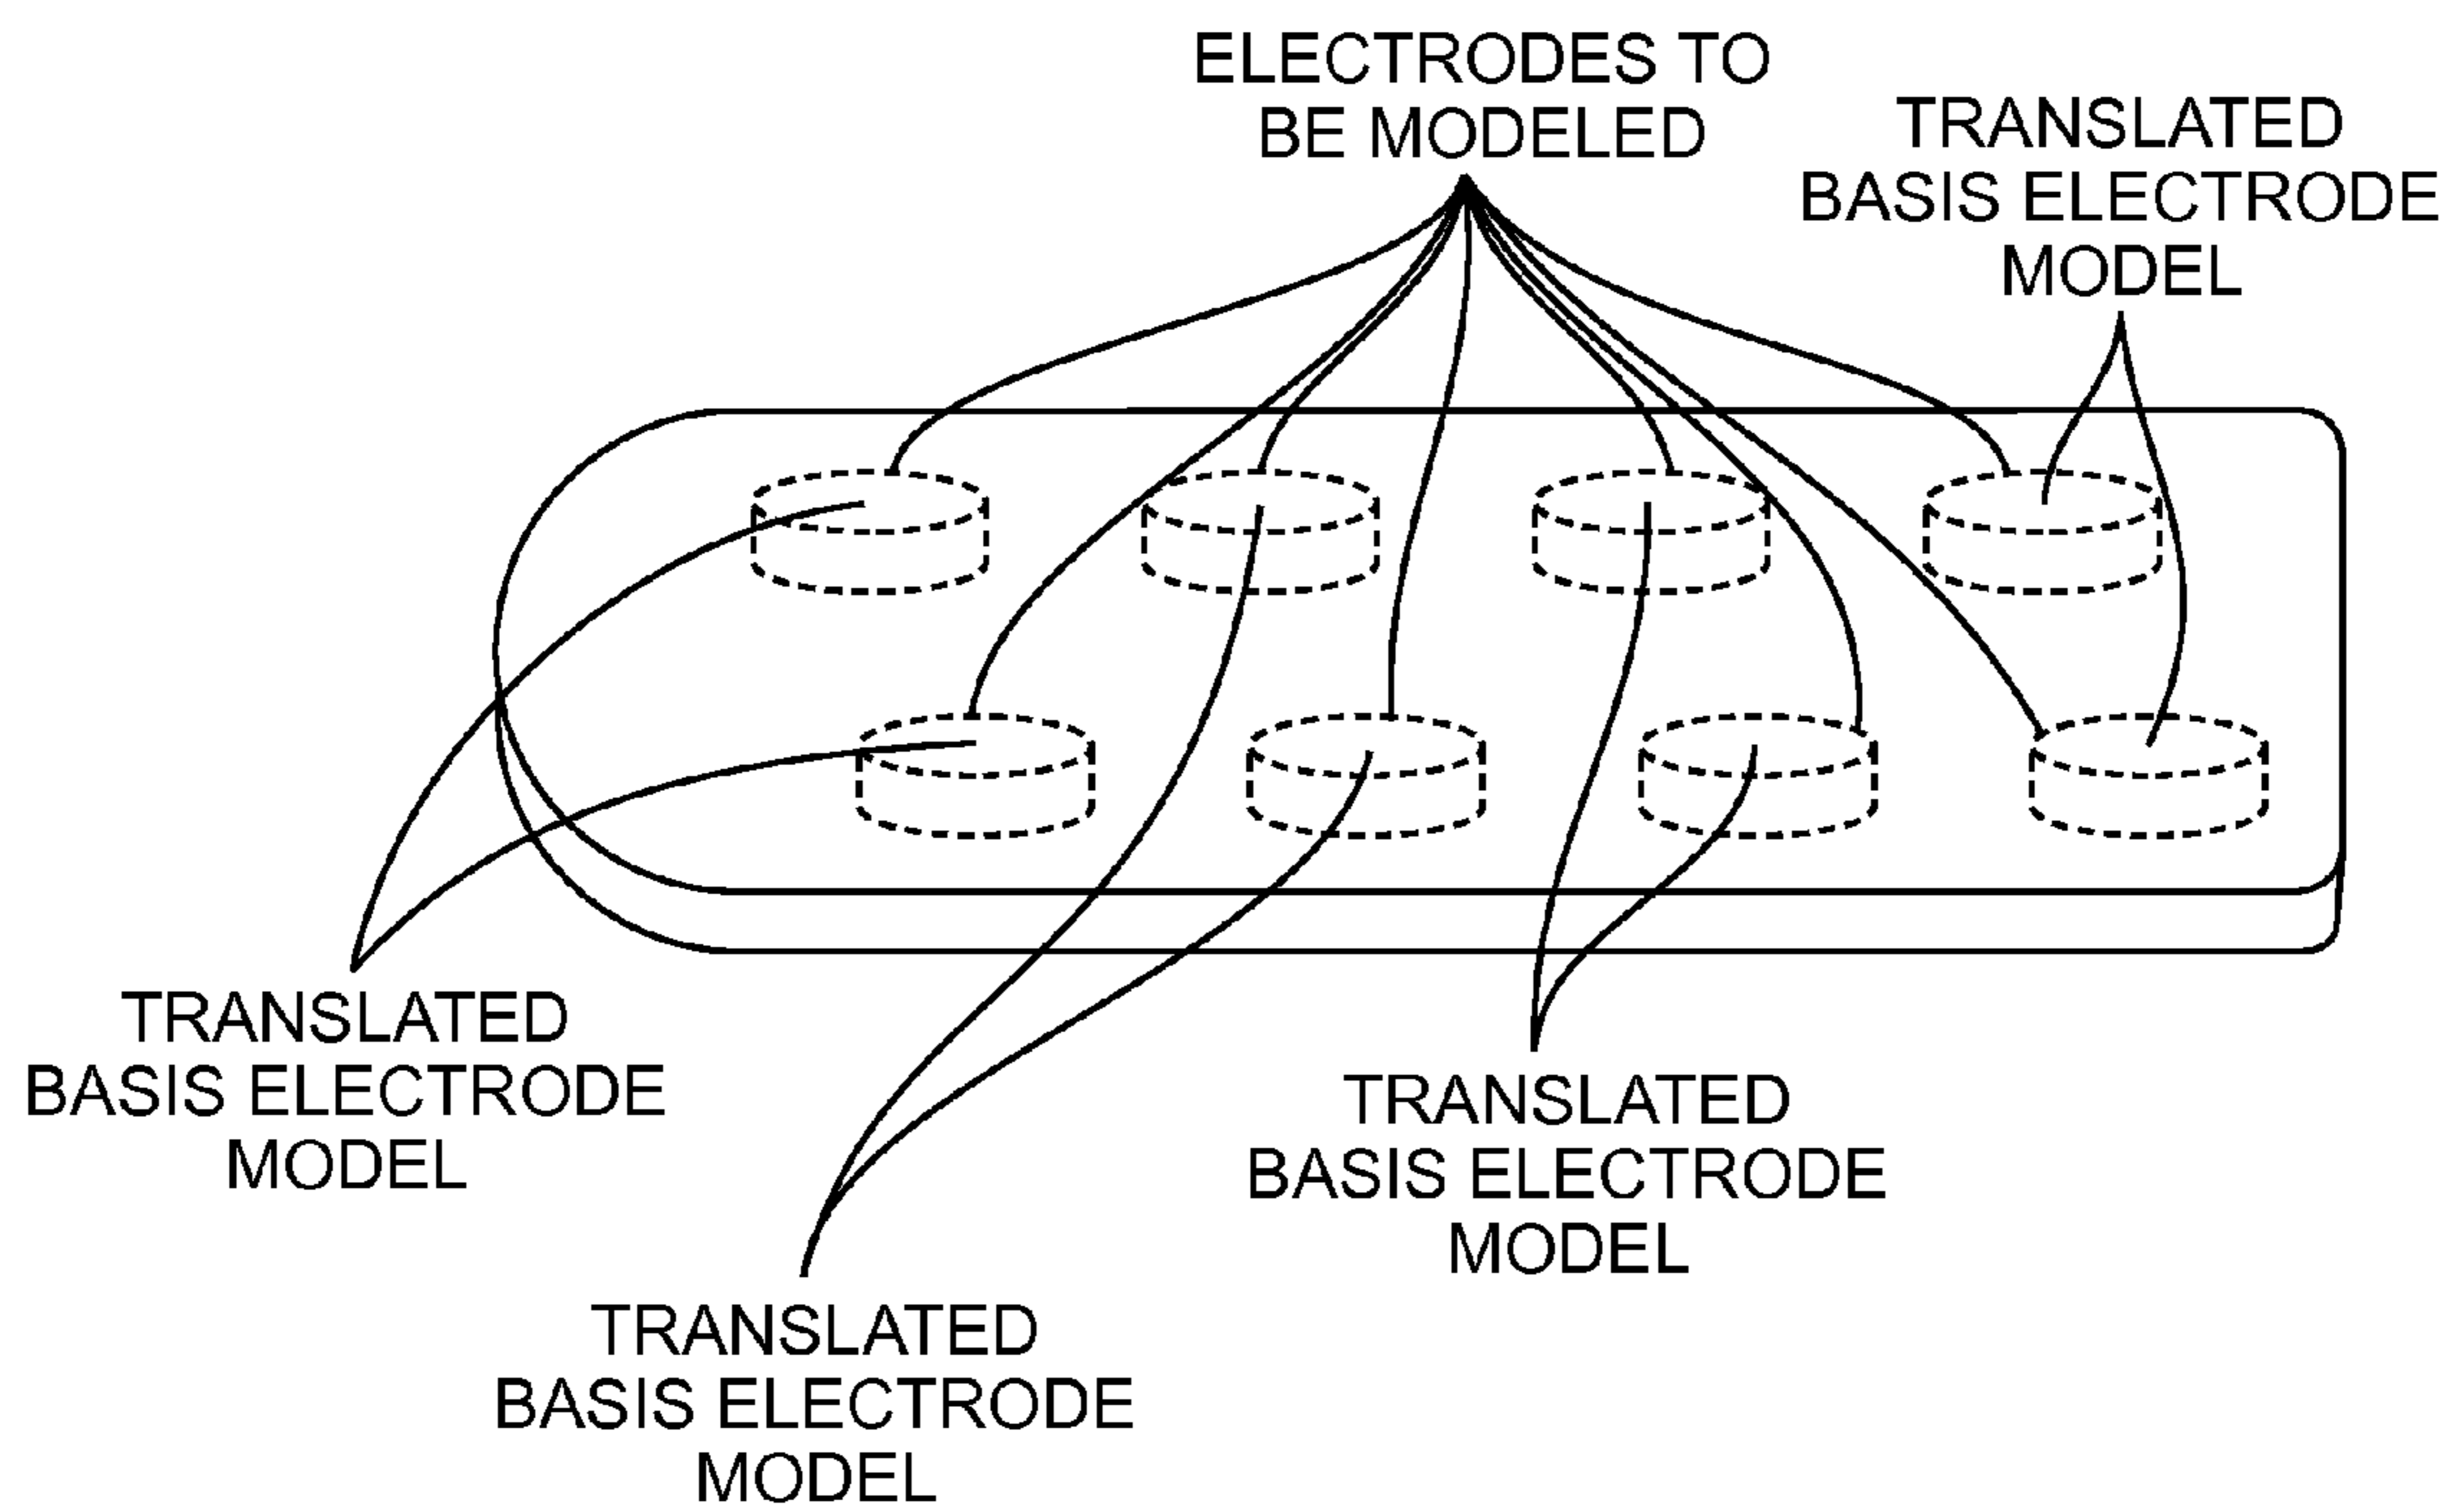 ELECTRODES TO
BE MODELED
TRANSLATED
BASIS ELECTRODE
MODEL
TRANSLATED
BASIS ELECTRODE
MODEL
TRANSLATED
BASIS ELECTRODE
MODEL
TRANSLATED
BASIS ELECTRODE
MODEL